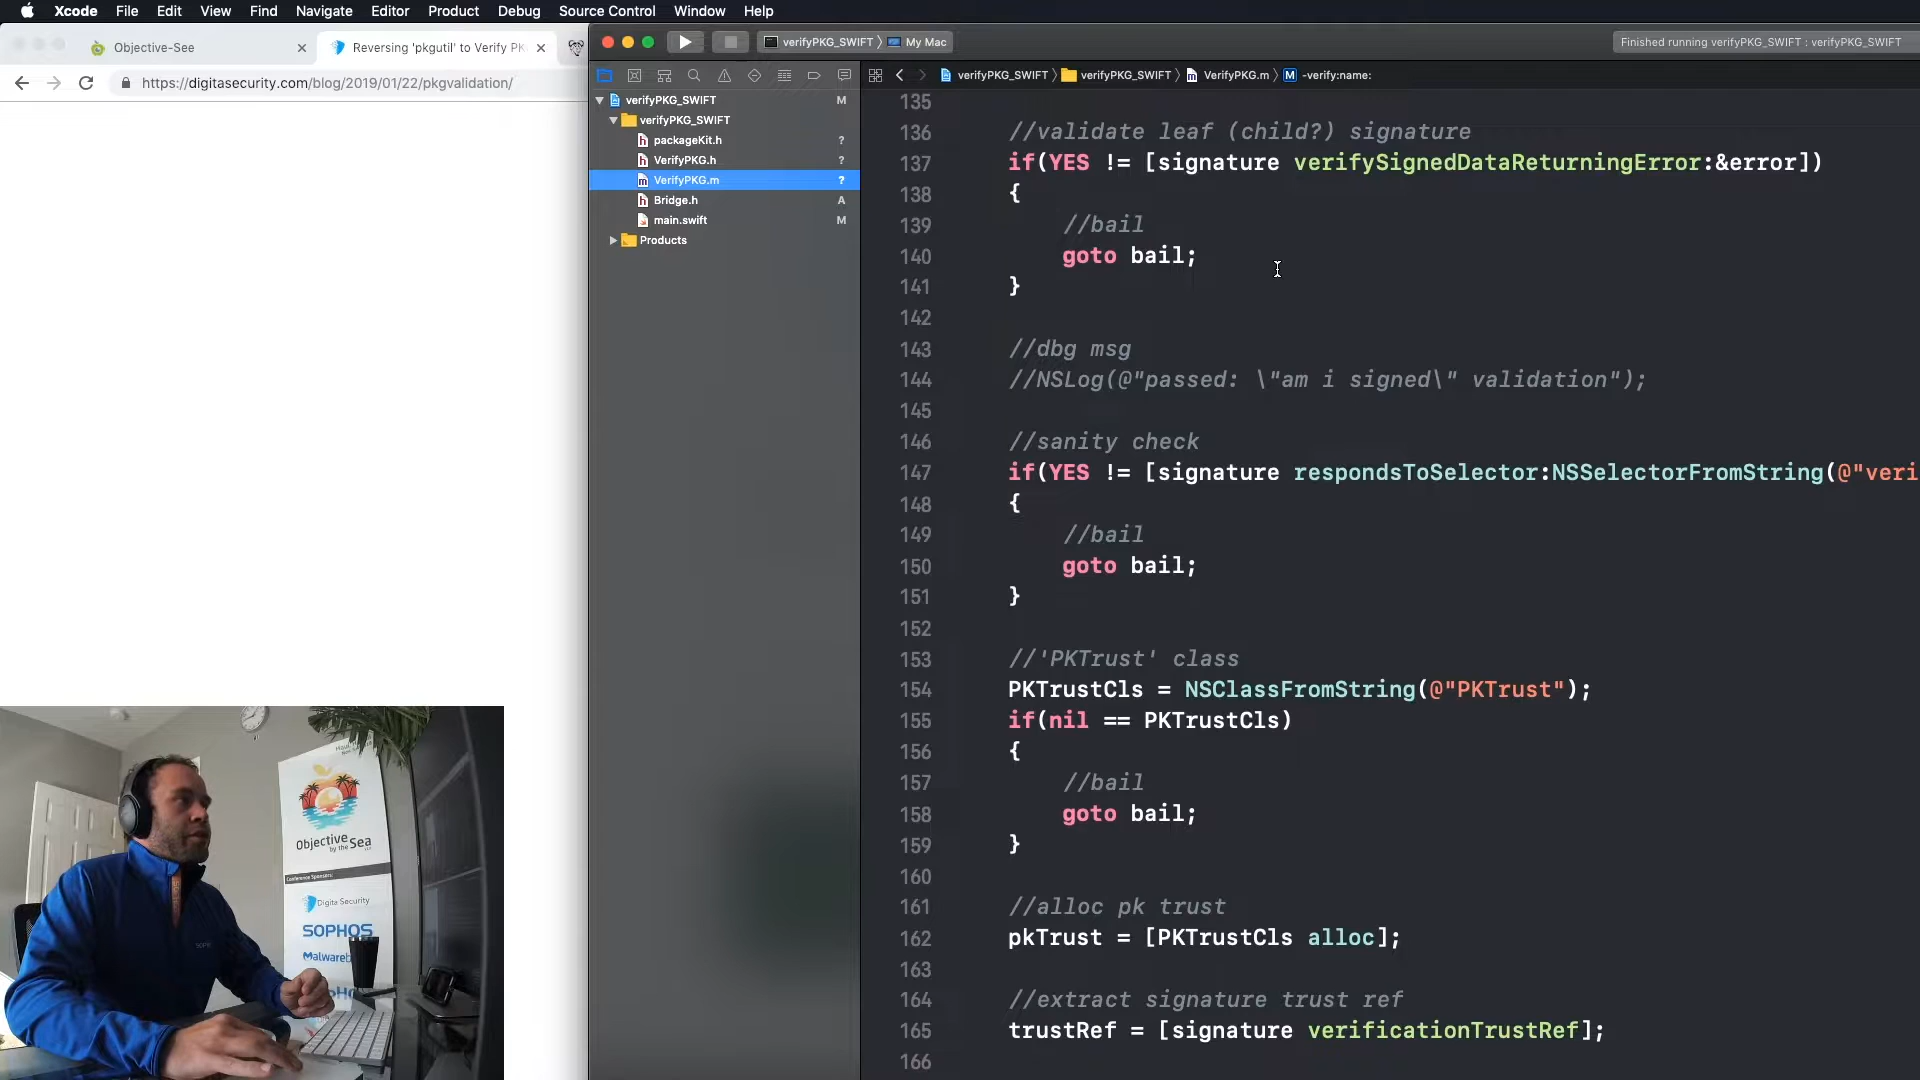 Xcode File Edit View Find Navigate Editor Product Debug Source Control Window Help
Objective-See
Reversing 'pkgutil' to Verify PK
https://digitasecurity.com/blog/2019/01/22/pkgvalidation/
verifyPKG_SWIFT My Mac
Finished running verifyPKG_SWIFT : verifyPKG_SWIFT
verifyPKG_SWIFT verifyPKG_SWIFT VerifyPKG.m M -verify:name:
verifyPKG_SWIFT M
verifyPKG_SWIFT
packageKit.h ?
VerifyPKG.h ?
VerifyPKG.m ?
Bridge.h A
main.swift M
Products
135
136 //validate leaf (child?) signature
137 if(YES != [signature verifySignedDataReturningError:&error])
138 {
139 //bail
140 goto bail;
141 }
142
143 //dbg msg
144 //NSLog(@"passed: \"am i signed\" validation");
145
146 //sanity check
147 if(YES != [signature respondsToSelector:NSSelectorFromString(@"veri
148 {
149 //bail
150 goto bail;
151 }
152
153 //'PKTrust' class
154 PKTrustCls = NSClassFromString(@"PKTrust");
155 if(nil == PKTrustCls)
156 {
157 //bail
158 goto bail;
159 }
160
161 //alloc pk trust
162 pkTrust = [PKTrustCls alloc];
163
164 //extract signature trust ref
165 trustRef = [signature verificationTrustRef];
166
Objective
by the Sea
Conference Sponsors:
Digita Security
SOPHOS